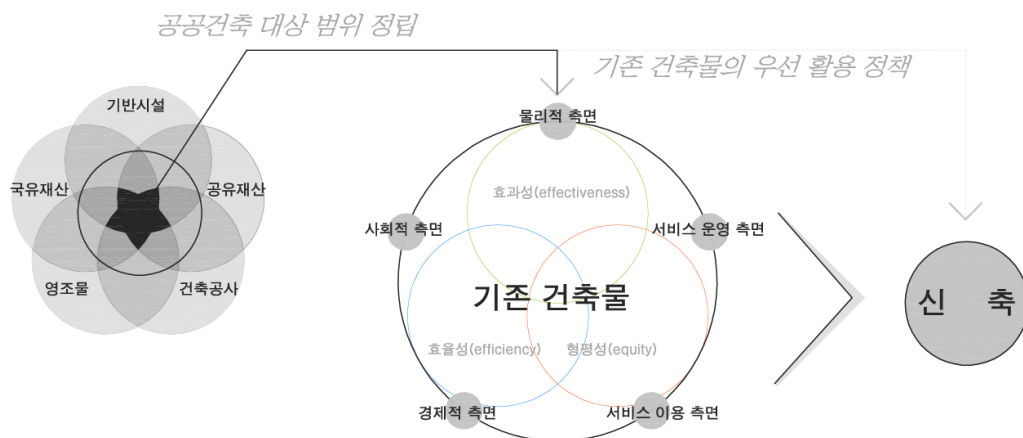 공공건축 대상 범위 정립
기존 건축물의 우선 활용 정책
기반시설
국유재산
공유재산
영조물
건축공사
물리적 측면
효과성(effectiveness)
사회적 측면
서비스 운영 측면
기존 건축물
효율성(efficiency)
형평성(equity)
경제적 측면
서비스 이용 측면
신 축